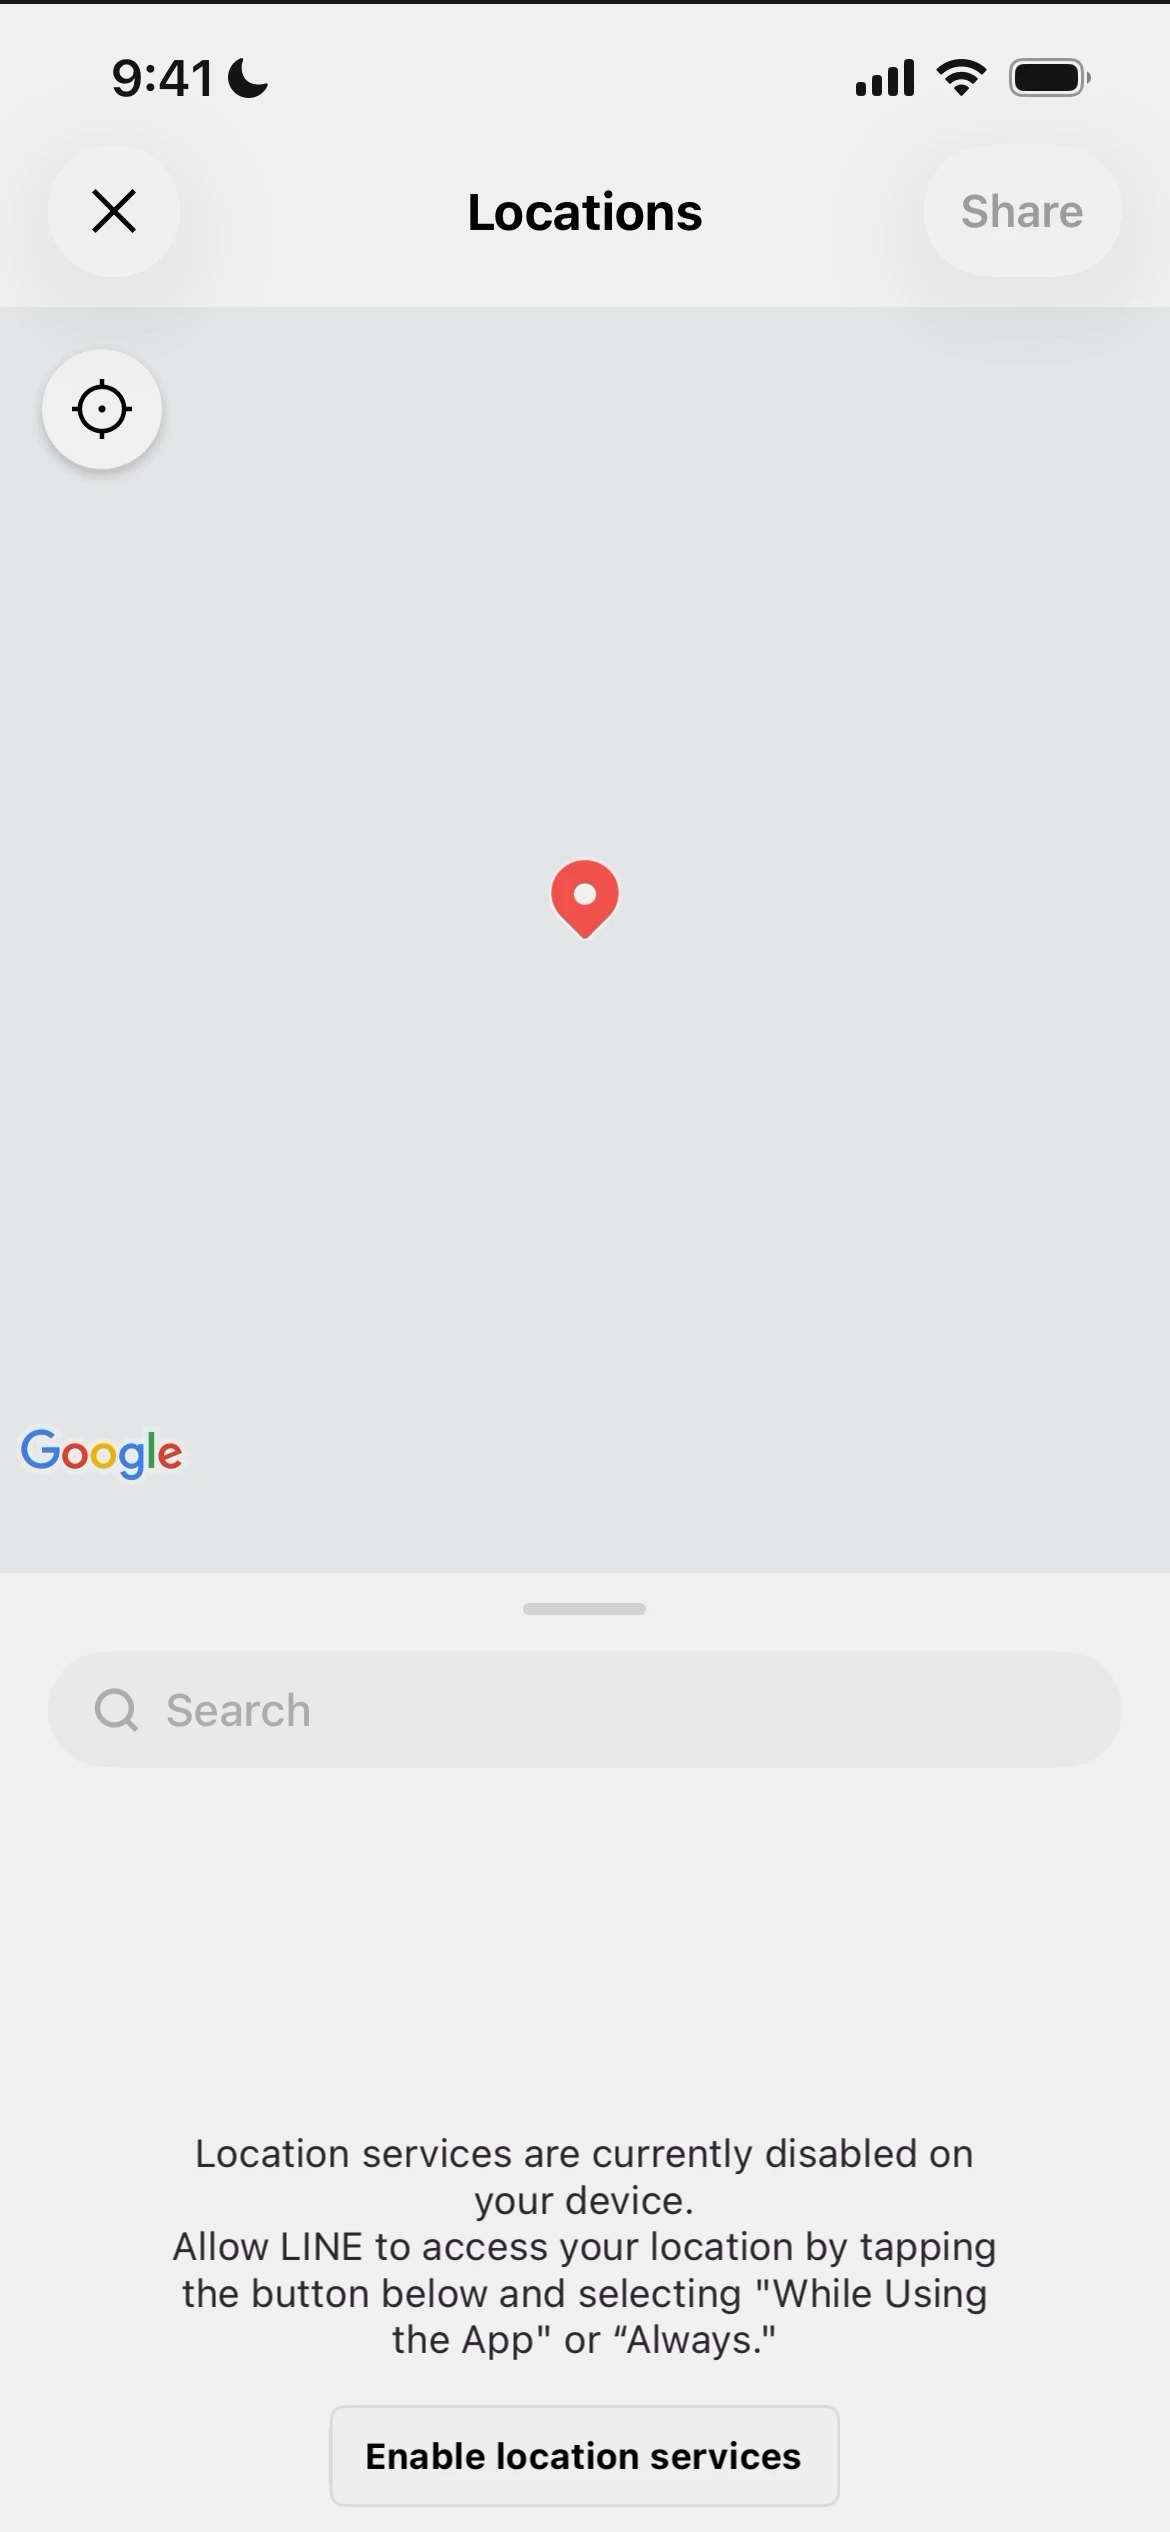 9:41
Locations
Share
Google
Search
Location services are currently disabled on
your device.
Allow LINE to access your location by tapping
the button below and selecting "While Using
the App" or “Always."
Enable location services